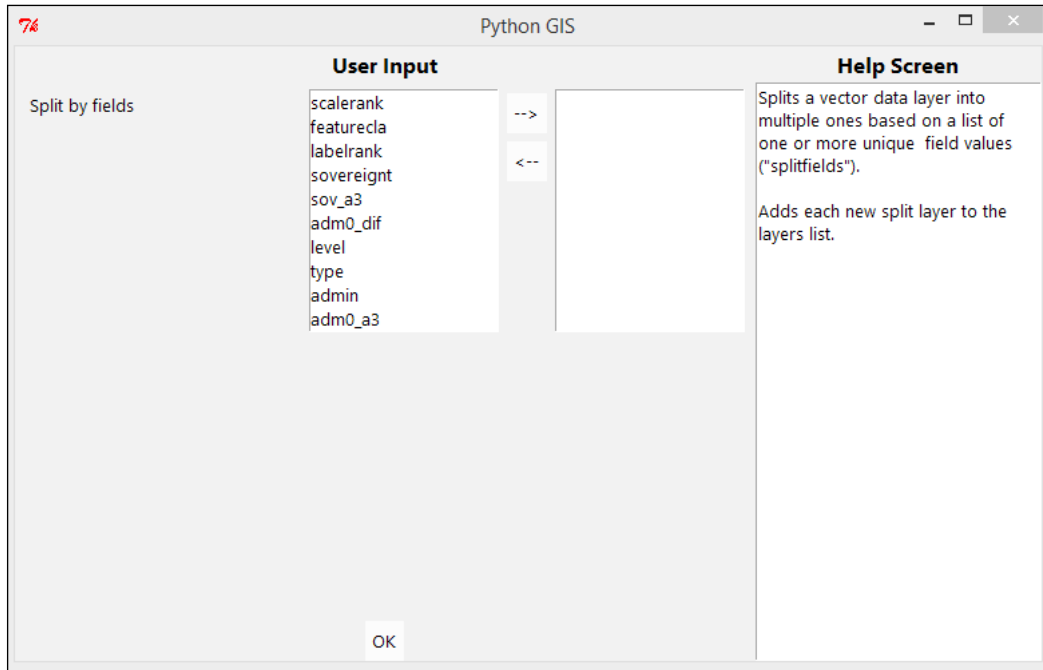 Python GIS
User Input
Help Screen
Split by fields
scalerank
featurecla
labelrank
sovereignt
sov_a3
adm0_dif
level
type
admin
adm0_a3
-->
<--
Splits a vector data layer into
multiple ones based on a list of
one or more unique  field values
("splitfields").
Adds each new split layer to the
layers list.
OK